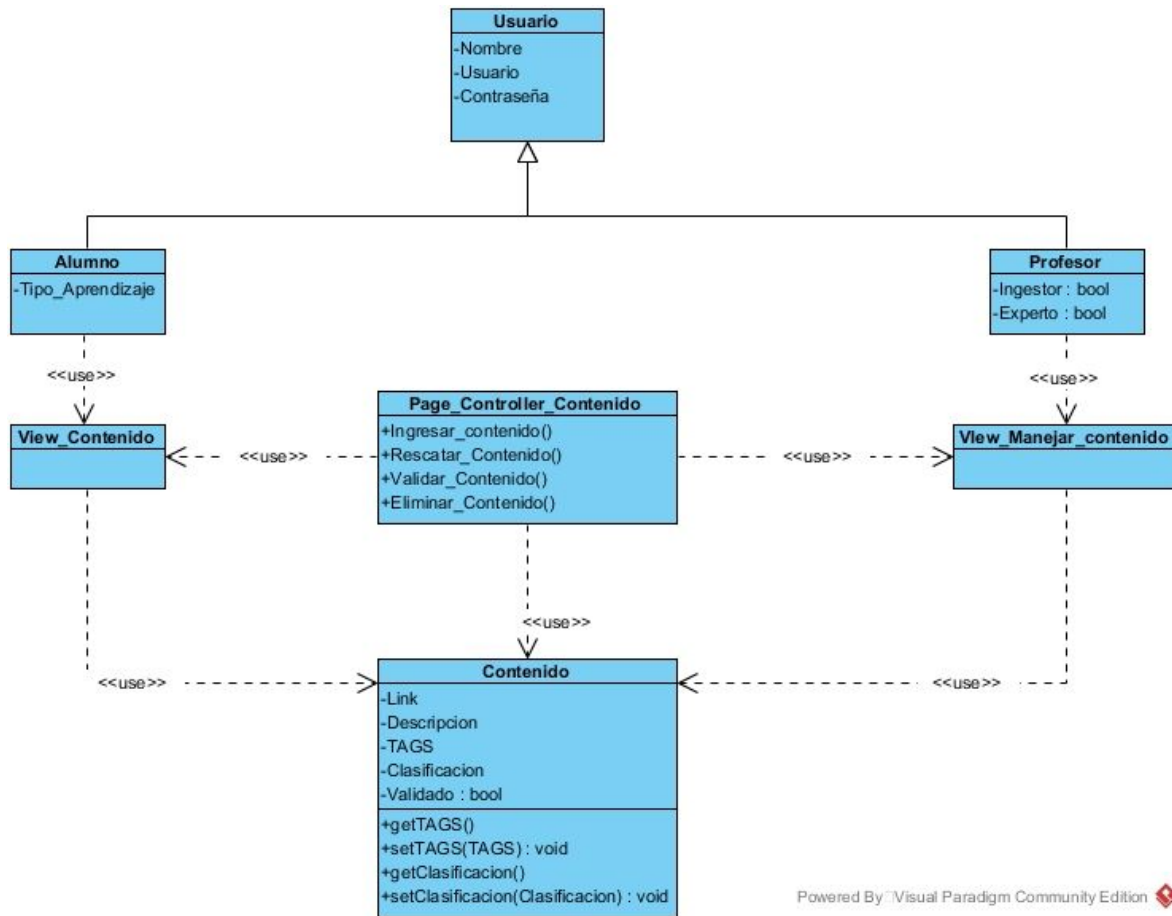 Usuario
-Nombre
-Usuario
-Contraseña
Alumno
-Tipo_Aprendizaje
Profesor
-Ingestor : bool
-Experto : bool
<<use>>
<<use>>
Page_Controller_Contenido
+Ingresar_contenido()
+Rescatar_Contenido()
+Validar_Contenido()
+Eliminar_Contenido()
View_Contenido
VIew_Manejar_contenido
<<use>>
<<use>>
<<use>>
<<use>>
<<use>>
Contenido
-Link
-Descripcion
-TAGS
-Clasificacion
-Validado : bool
+getTAGS()
+setTAGS(TAGS) : void
+getClasificacion()
+setClasificacion(Clasificacion) : void
Powered By Visual Paradigm Community Edition